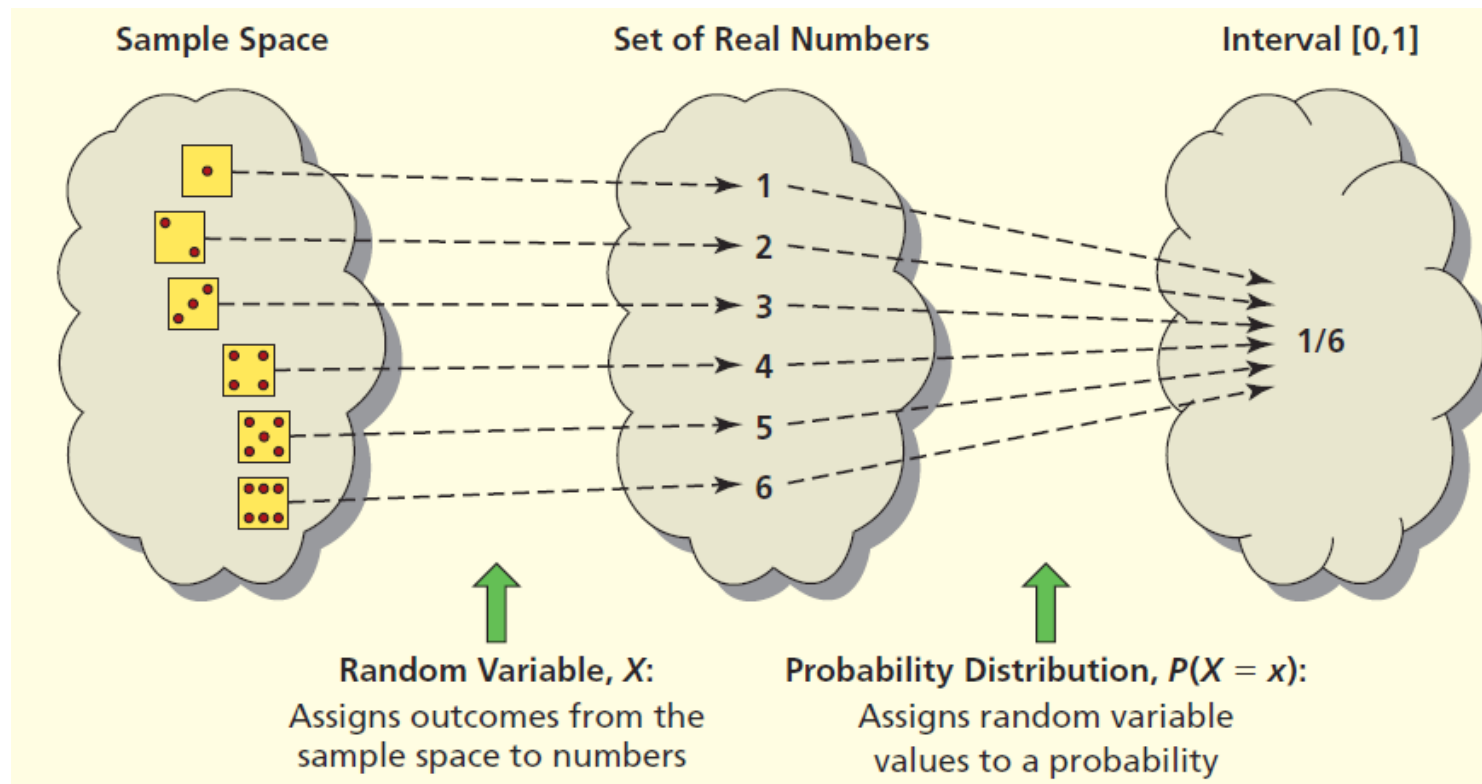 Sample Space
Set of Real Numbers
Interval [0,1]
1
2
3
4
5
6
1/6
Random Variable, X:
Assigns outcomes from the
sample space to numbers
Probability Distribution, P(X = x):
Assigns random variable
values to a probability